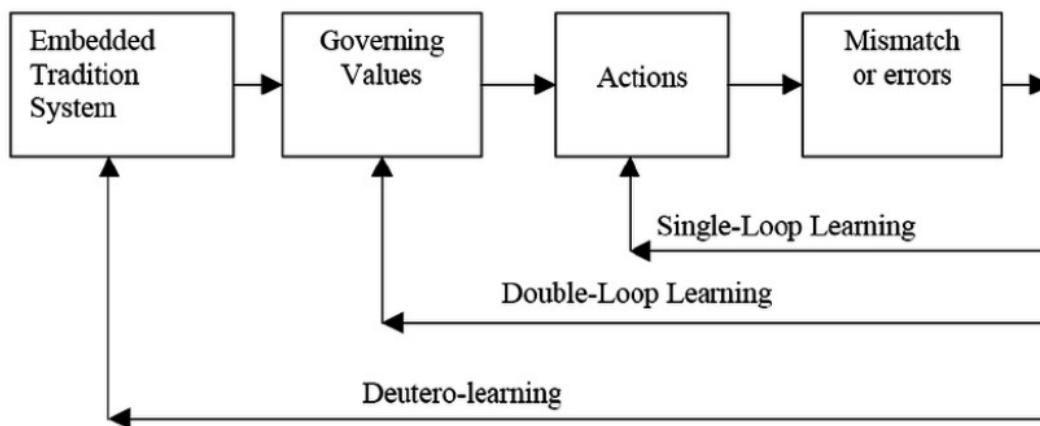 Embedded
Tradition
System
Governing
Values
Actions
Mismatch
or errors
Single-Loop Learning
Double-Loop Learning
Deutero-learning